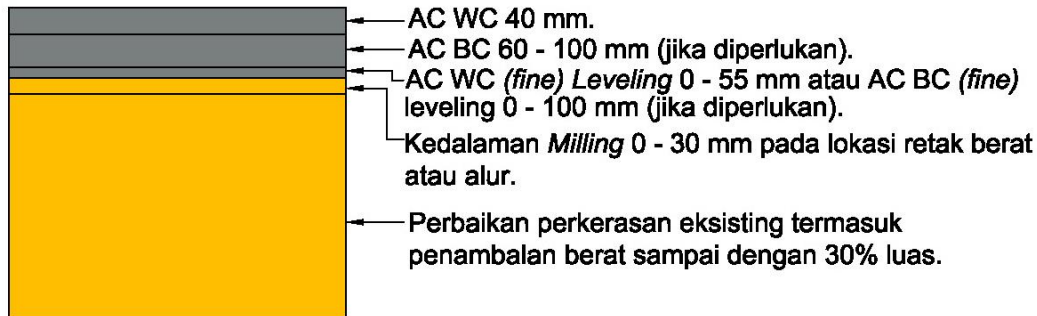 AC WC 40 mm.
AC BC 60 - 100 mm (jika diperlukan).
AC WC (fine) Leveling 0 - 55 mm atau AC BC (fine)
leveling 0 - 100 mm (jika diperlukan).
Kedalaman Milling 0 - 30 mm pada lokasi retak berat
atau alur.
Perbaikan perkerasan eksisting termasuk
penambalan berat sampai dengan 30% luas.